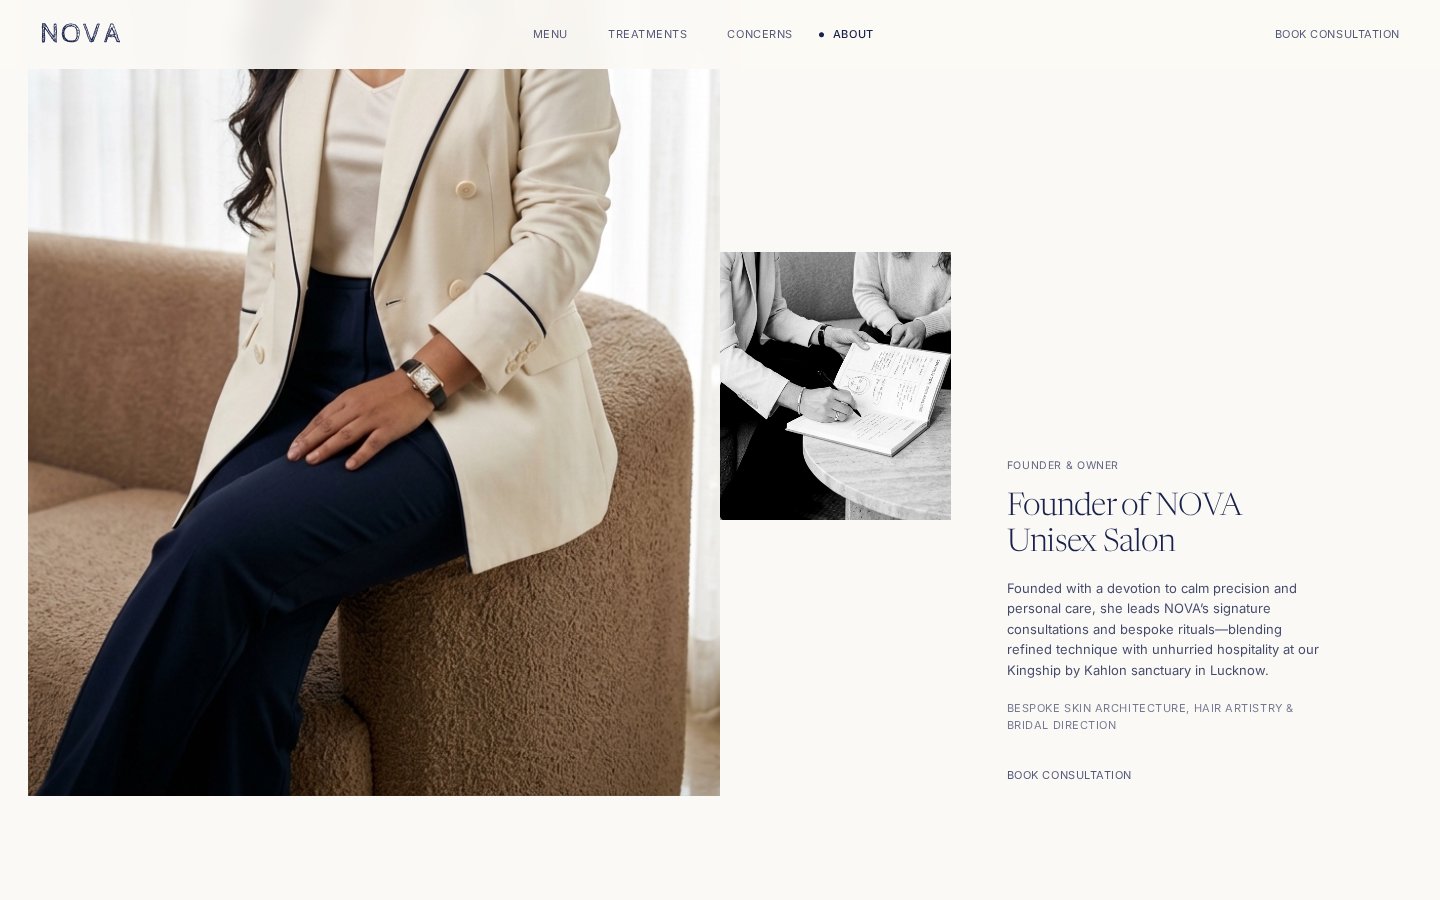 NOVA
MENU
TREATMENTS
CONCERNS
ABOUT
BOOK CONSULTATION
FOUNDER & OWNER
Founder of NOVA
Unisex Salon
Founded with a devotion to calm precision and
personal care, she leads NOVA’s signature
consultations and bespoke rituals—blending
refined technique with unhurried hospitality at our
Kingship by Kahlon sanctuary in Lucknow.
BESPOKE SKIN ARCHITECTURE, HAIR ARTISTRY &
BRIDAL DIRECTION
BOOK CONSULTATION